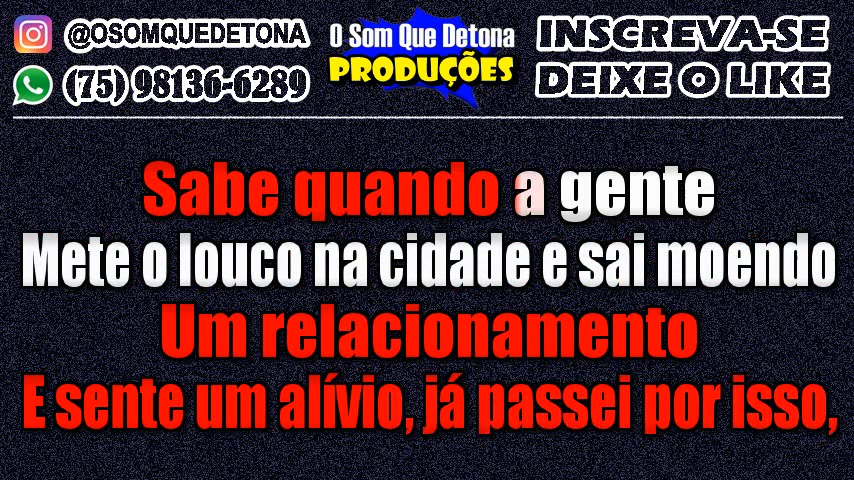 @OSOMQUEDETONA
(75) 98136-6289
O Som Que Detona
PRODUÇÕES
INSCREVA-SE
DEIXE O LIKE
Sabe quando a gente
Mete o louco na cidade e sai moendo
Um relacionamento
E sente um alívio, já passei por isso,